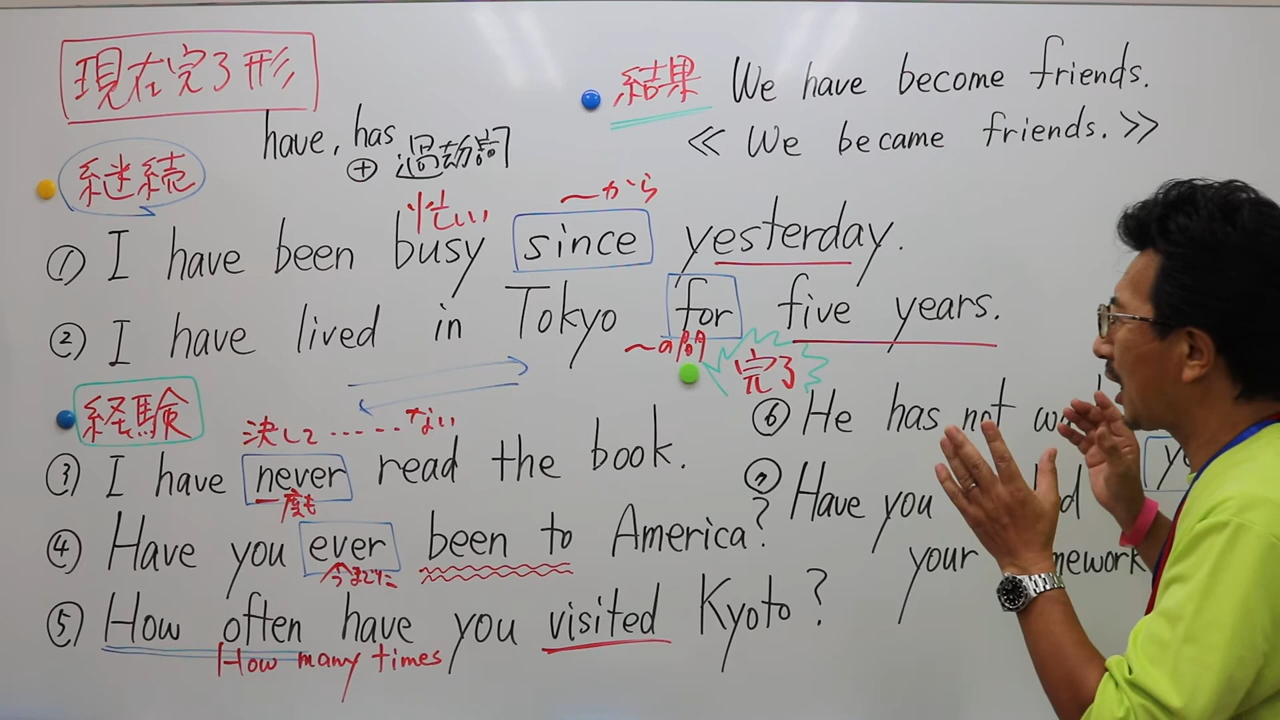 現在完了形
have, has
⊕ 過去分詞
継続
忙しい
～から
① I have been busy since yesterday.
② I have lived in Tokyo for five years.
～の間
経験
決して……ない
③ I have never read the book.
一度も
④ Have you ever been to America?
今までに
⑤ How often have you visited Kyoto?
How many times
結果 We have become friends.
≪ We became friends. ≫
完了
⑥ He has not
⑦ Have you
your